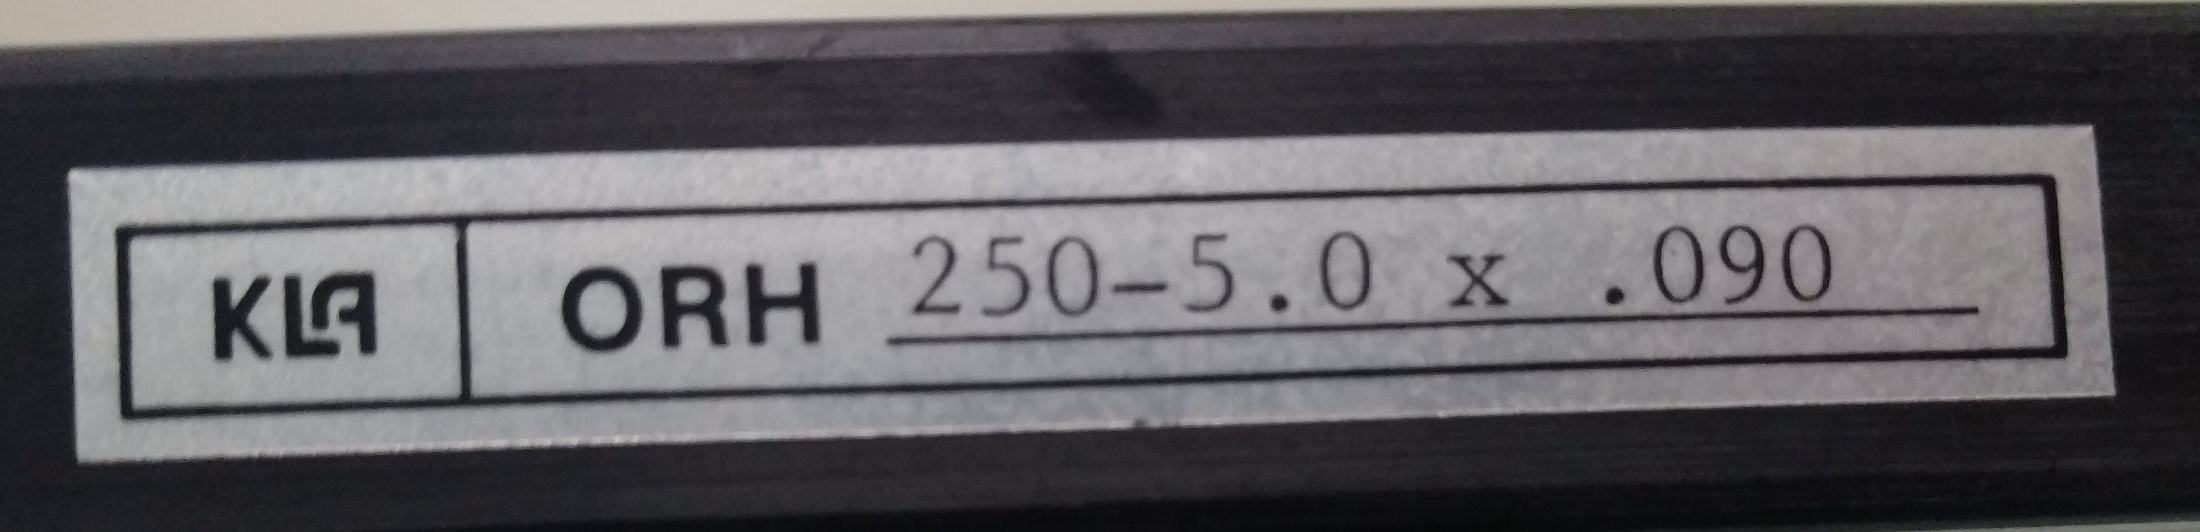 KLA ORH 250-5.0 x .090